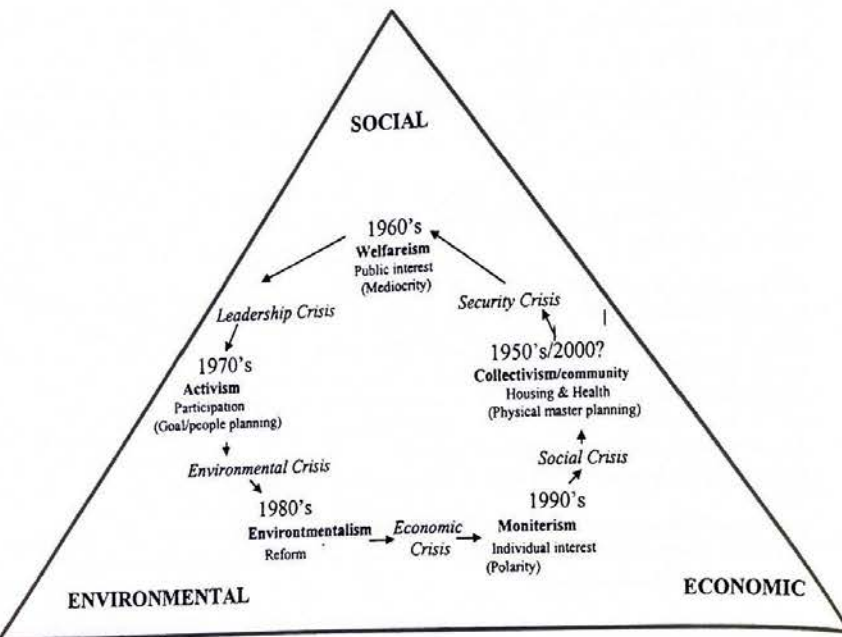 SOCIAL
1960's
Welfareism
Public interest
(Mediocrity)
Leadership Crisis
Security Crisis
1970's
Activism
Participation
(Goal/people planning)
1950's/2000?
Collectivism/community
Housing & Health
(Physical master planning)
Environmental Crisis
Social Crisis
1980's
Environtmentalism
Reform
Economic
Crisis
1990's
Moniterism
Individual interest
(Polarity)
ENVIRONMENTAL
ECONOMIC